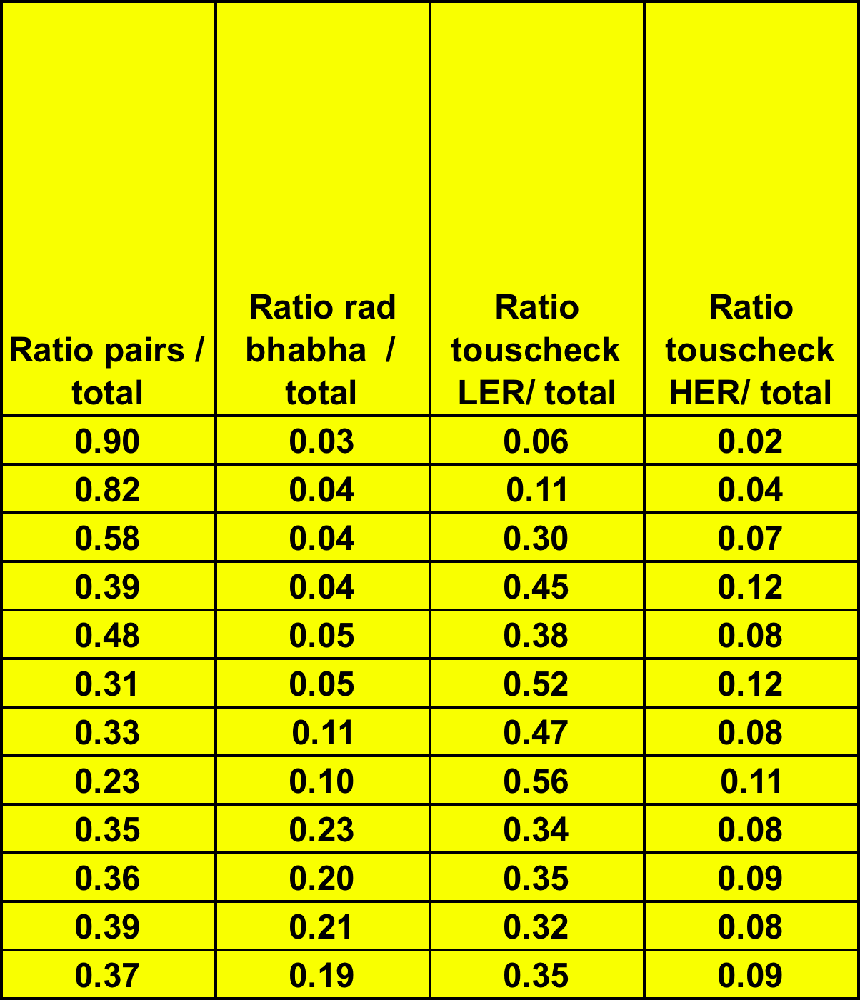 Ratio pairs /
total
Ratio rad
bhabha  /
total
Ratio
touscheck
LER/ total
Ratio
touscheck
HER/ total
0.90 0.03 0.06 0.02
0.82 0.04 0.11 0.04
0.58 0.04 0.30 0.07
0.39 0.04 0.45 0.12
0.48 0.05 0.38 0.08
0.31 0.05 0.52 0.12
0.33 0.11 0.47 0.08
0.23 0.10 0.56 0.11
0.35 0.23 0.34 0.08
0.36 0.20 0.35 0.09
0.39 0.21 0.32 0.08
0.37 0.19 0.35 0.09